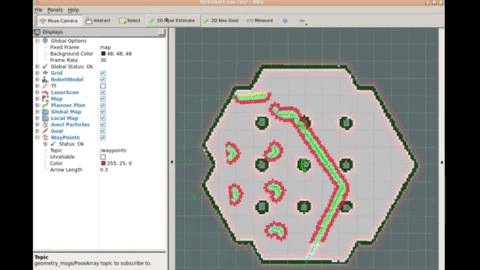 File Panels Help
Move Camera Interact Select 2D Pose Estimate 2D Nav Goal Measure
Displays
Global Options
Fixed Frame map
Background Color 48; 48; 48
Frame Rate 30
Global Status: Ok
Grid
RobotModel
TF
LaserScan
Map
Planner Plan
Global Map
Local Map
Amcl Particles
Goal
WayPoints
Status: Ok
Topic /waypoints
Unreliable
Color 255; 25; 0
Arrow Length 0.3
Topic
geometry_msgs/PoseArray topic to subscribe to.